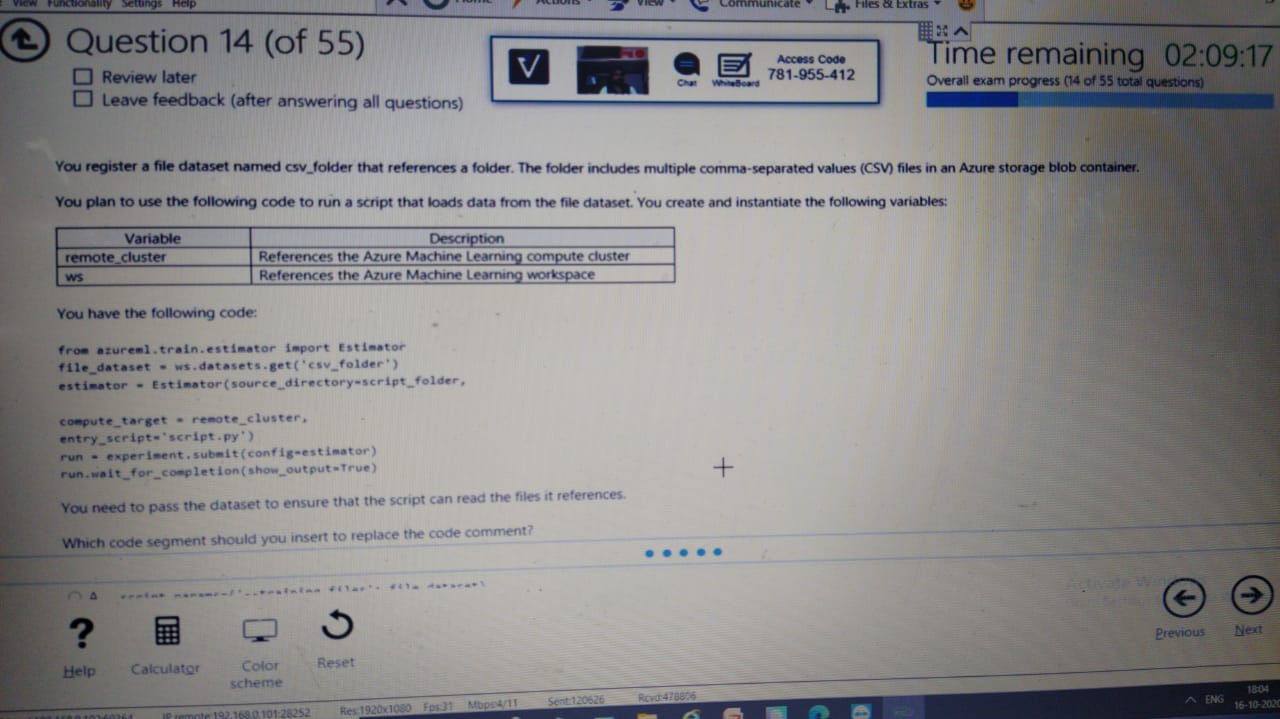 View Functionality Settings Help
View
Communicate
Files & Extras
Question 14 (of 55)
Review later
Leave feedback (after answering all questions)
V
Chat
WhiteBoard
Access Code
781-955-412
Time remaining 02:09:17
Overall exam progress (14 of 55 total questions)
You register a file dataset named csv_folder that references a folder. The folder includes multiple comma-separated values (CSV) files in an Azure storage blob container.
You plan to use the following code to run a script that loads data from the file dataset. You create and instantiate the following variables:
Variable Description
remote_cluster References the Azure Machine Learning compute cluster
ws References the Azure Machine Learning workspace
You have the following code:
from azureml.train.estimator import Estimator
file_dataset = ws.datasets.get('csv_folder')
estimator = Estimator(source_directory=script_folder,
compute_target = remote_cluster,
entry_script='script.py')
run = experiment.submit(config=estimator)
run.wait_for_completion(show_output=True)
You need to pass the dataset to ensure that the script can read the files it references.
Which code segment should you insert to replace the code comment?
Help
Calculator
Color
scheme
Reset
Previous
Next
IP remote:192.168.0.101:28252 Res:1920x1080 Fps:31 Mbps:4/11 Sent:120626 Rcvd:478806
ENG
18:04